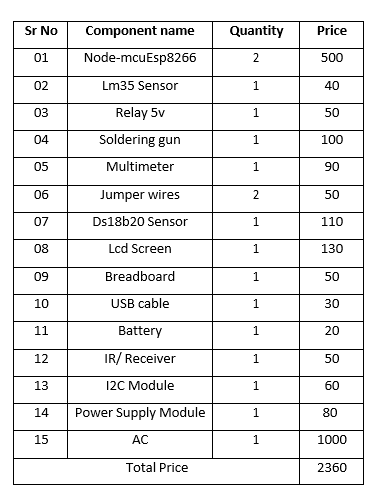 Sr No Component name Quantity Price
01 Node-mcuEsp8266 2 500
02 Lm35 Sensor 1 40
03 Relay 5v 1 50
04 Soldering gun 1 100
05 Multimeter 1 90
06 Jumper wires 2 50
07 Ds18b20 Sensor 1 110
08 Lcd Screen 1 130
09 Breadboard 1 50
10 USB cable 1 30
11 Battery 1 20
12 IR/ Receiver 1 50
13 I2C Module 1 60
14 Power Supply Module 1 80
15 AC 1 1000
Total Price 2360